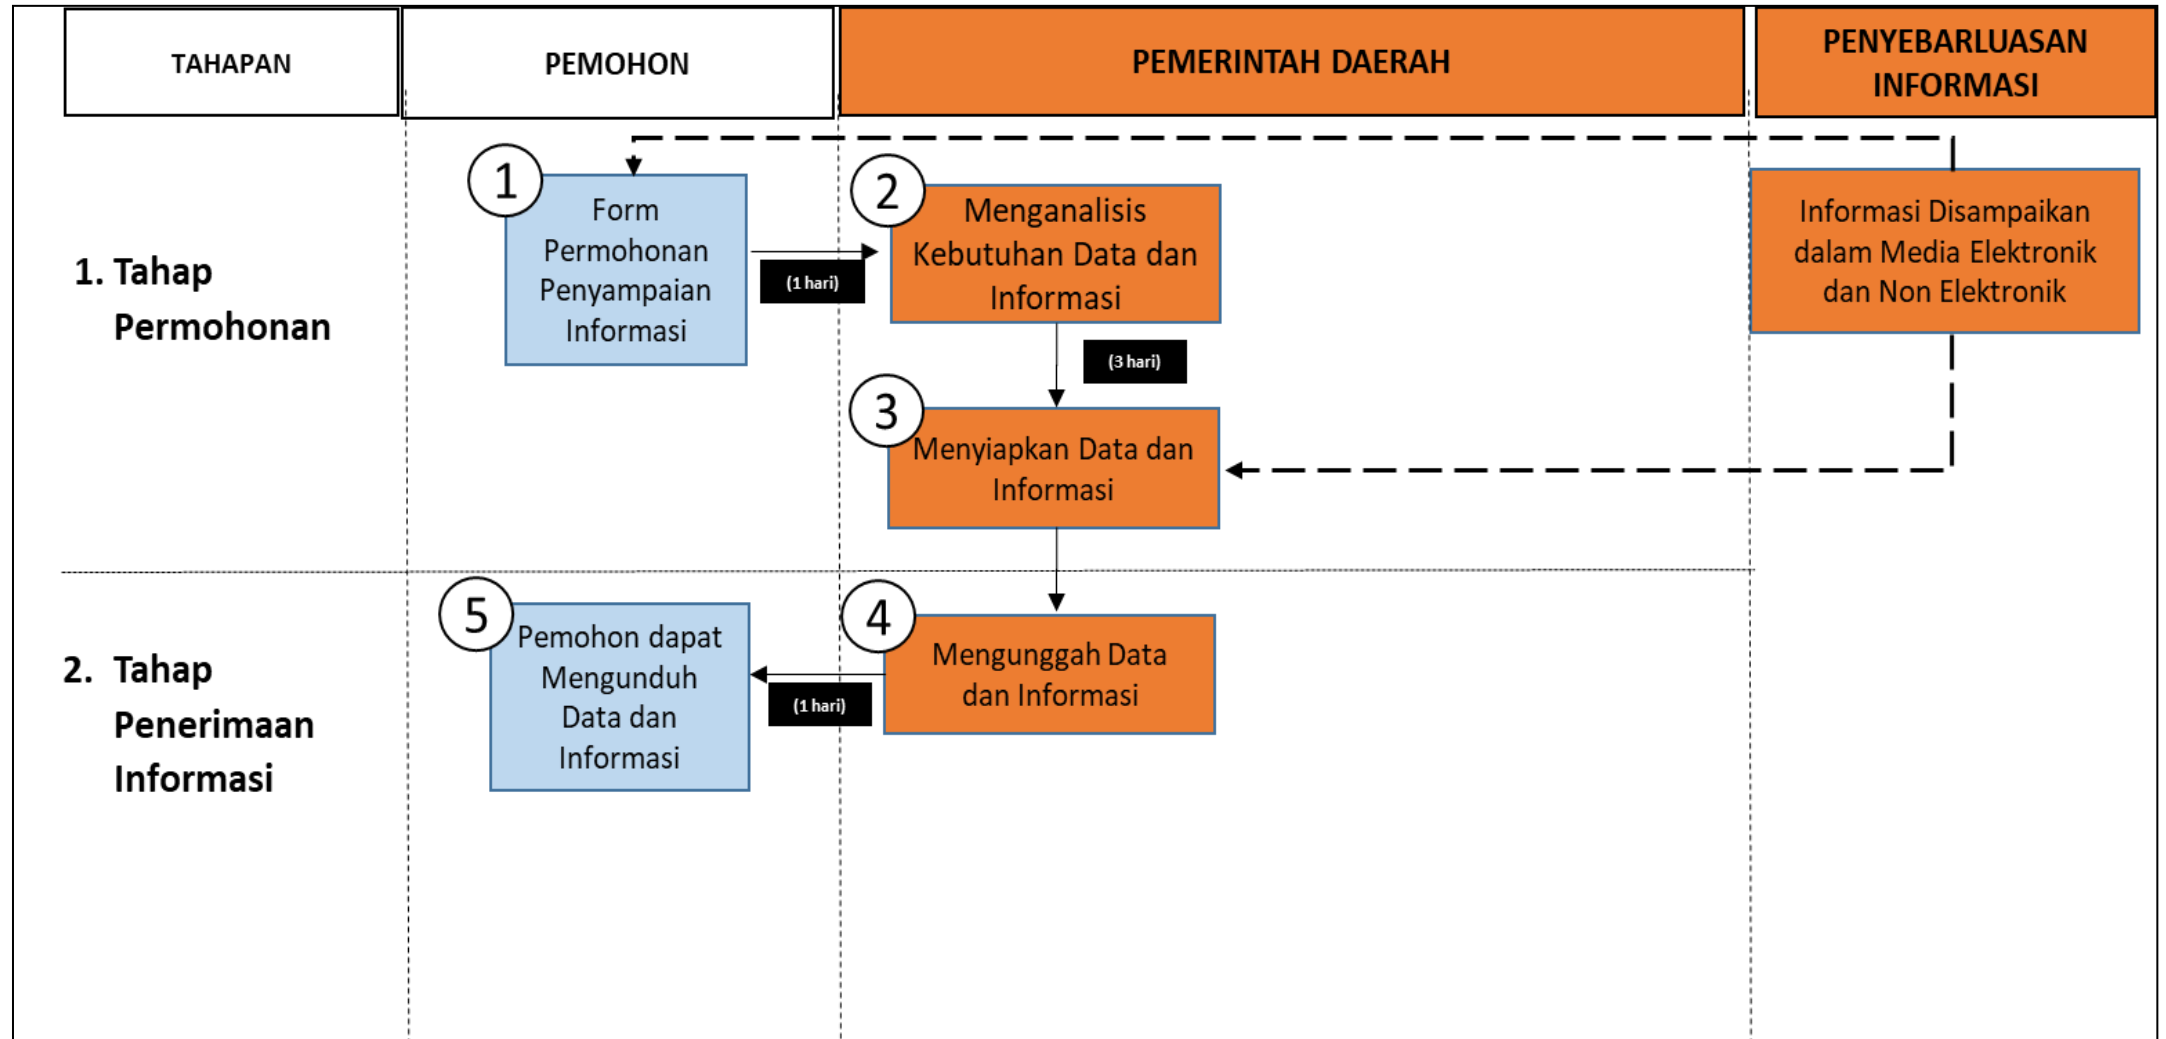 TAHAPAN
PEMOHON
PEMERINTAH DAERAH
PENYEBARLUASAN
INFORMASI
1. Tahap
Permohonan
1
Form
Permohonan
Penyampaian
Informasi
(1 hari)
2
Menganalisis
Kebutuhan Data dan
Informasi
(3 hari)
3
Menyiapkan Data dan
Informasi
Informasi Disampaikan
dalam Media Elektronik
dan Non Elektronik
2. Tahap
Penerimaan
Informasi
4
Mengunggah Data
dan Informasi
(1 hari)
5
Pemohon dapat
Mengunduh
Data dan
Informasi